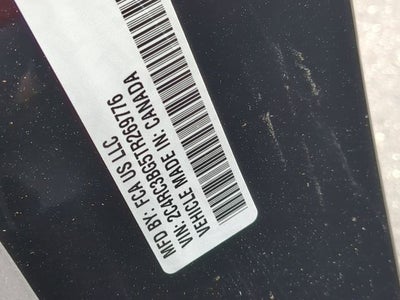 MFD BY: FCA US LLC
VIN: 2C4RC3BG5TR269776
VEHICLE MADE IN: CANADA